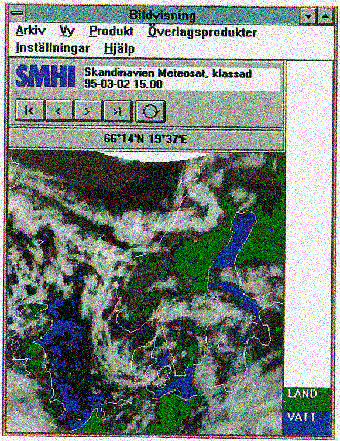 Bildvisning
Arkiv Vy Produkt Överlagsprodukter
Inställningar Hjälp
SMHI
Skandinavien Meteosat, klassad
95-03-02 15.00
66°14'N 19°37'E
LAND
VATT